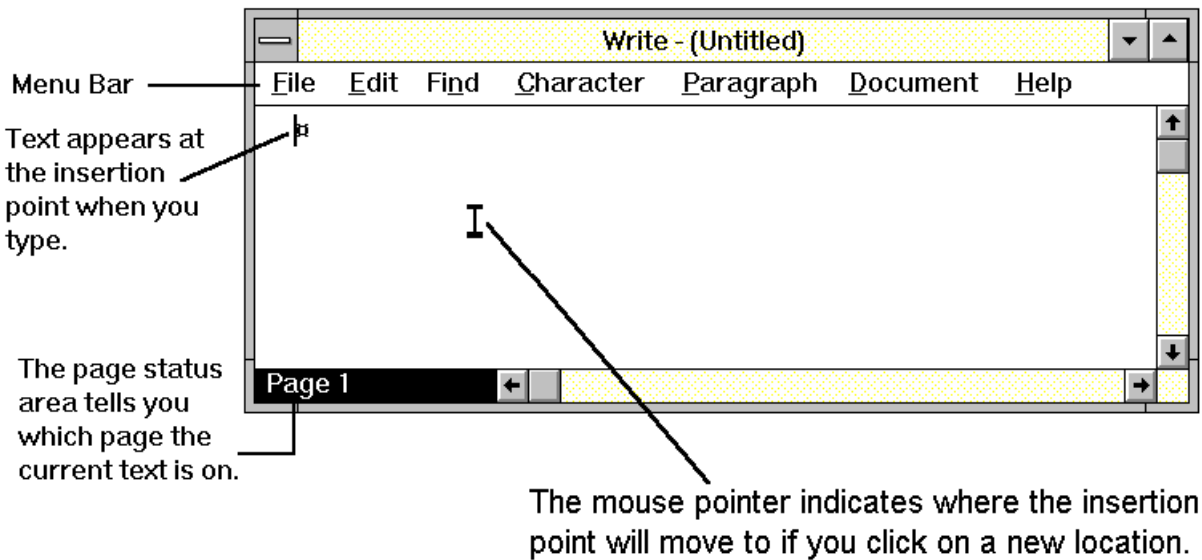 Write - (Untitled)
Menu Bar
File Edit Find Character Paragraph Document Help
Text appears at
the insertion
point when you
type.
¤
The page status
area tells you
which page the
current text is on.
Page 1
The mouse pointer indicates where the insertion
point will move to if you click on a new location.